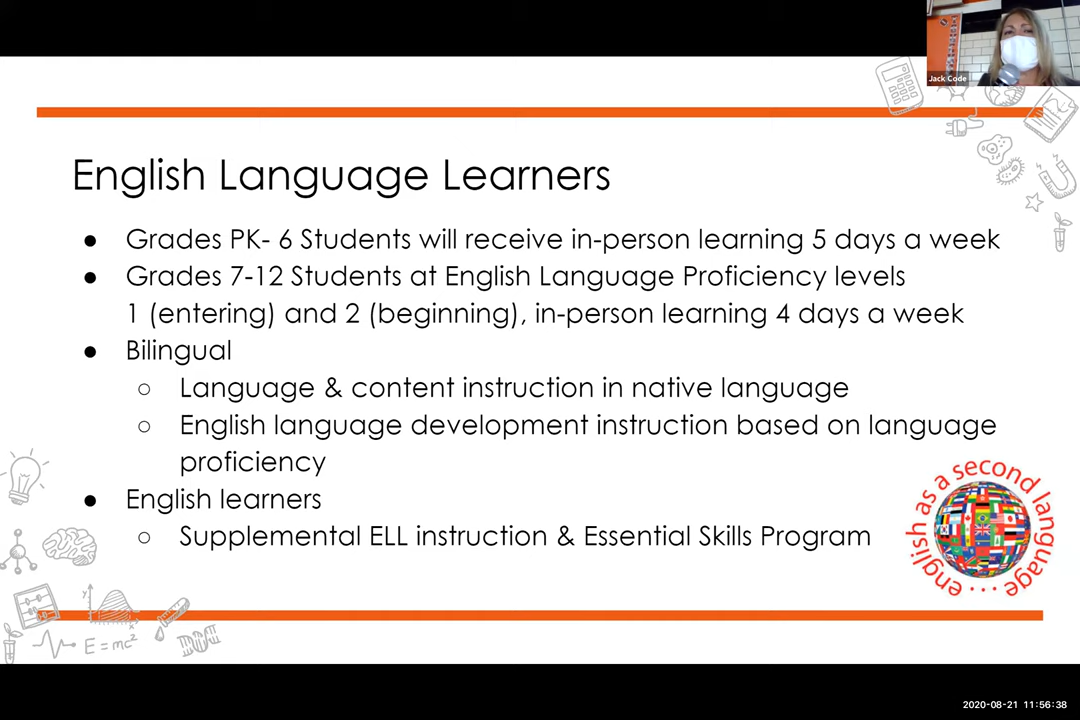 Jack Code
English Language Learners
● Grades PK- 6 Students will receive in-person learning 5 days a week
● Grades 7-12 Students at English Language Proficiency levels
1 (entering) and 2 (beginning), in-person learning 4 days a week
● Bilingual
○ Language & content instruction in native language
○ English language development instruction based on language
proficiency
● English learners
○ Supplemental ELL instruction & Essential Skills Program
english as a second language...
y
x
E=mc²
2020-08-21 11:56:38